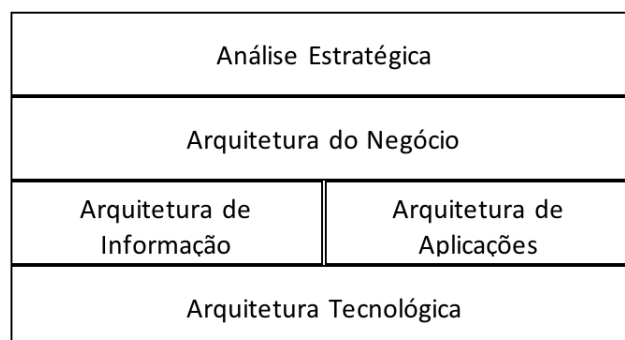 Análise Estratégica
Arquitetura do Negócio
Arquitetura de
Informação
Arquitetura de
Aplicações
Arquitetura Tecnológica